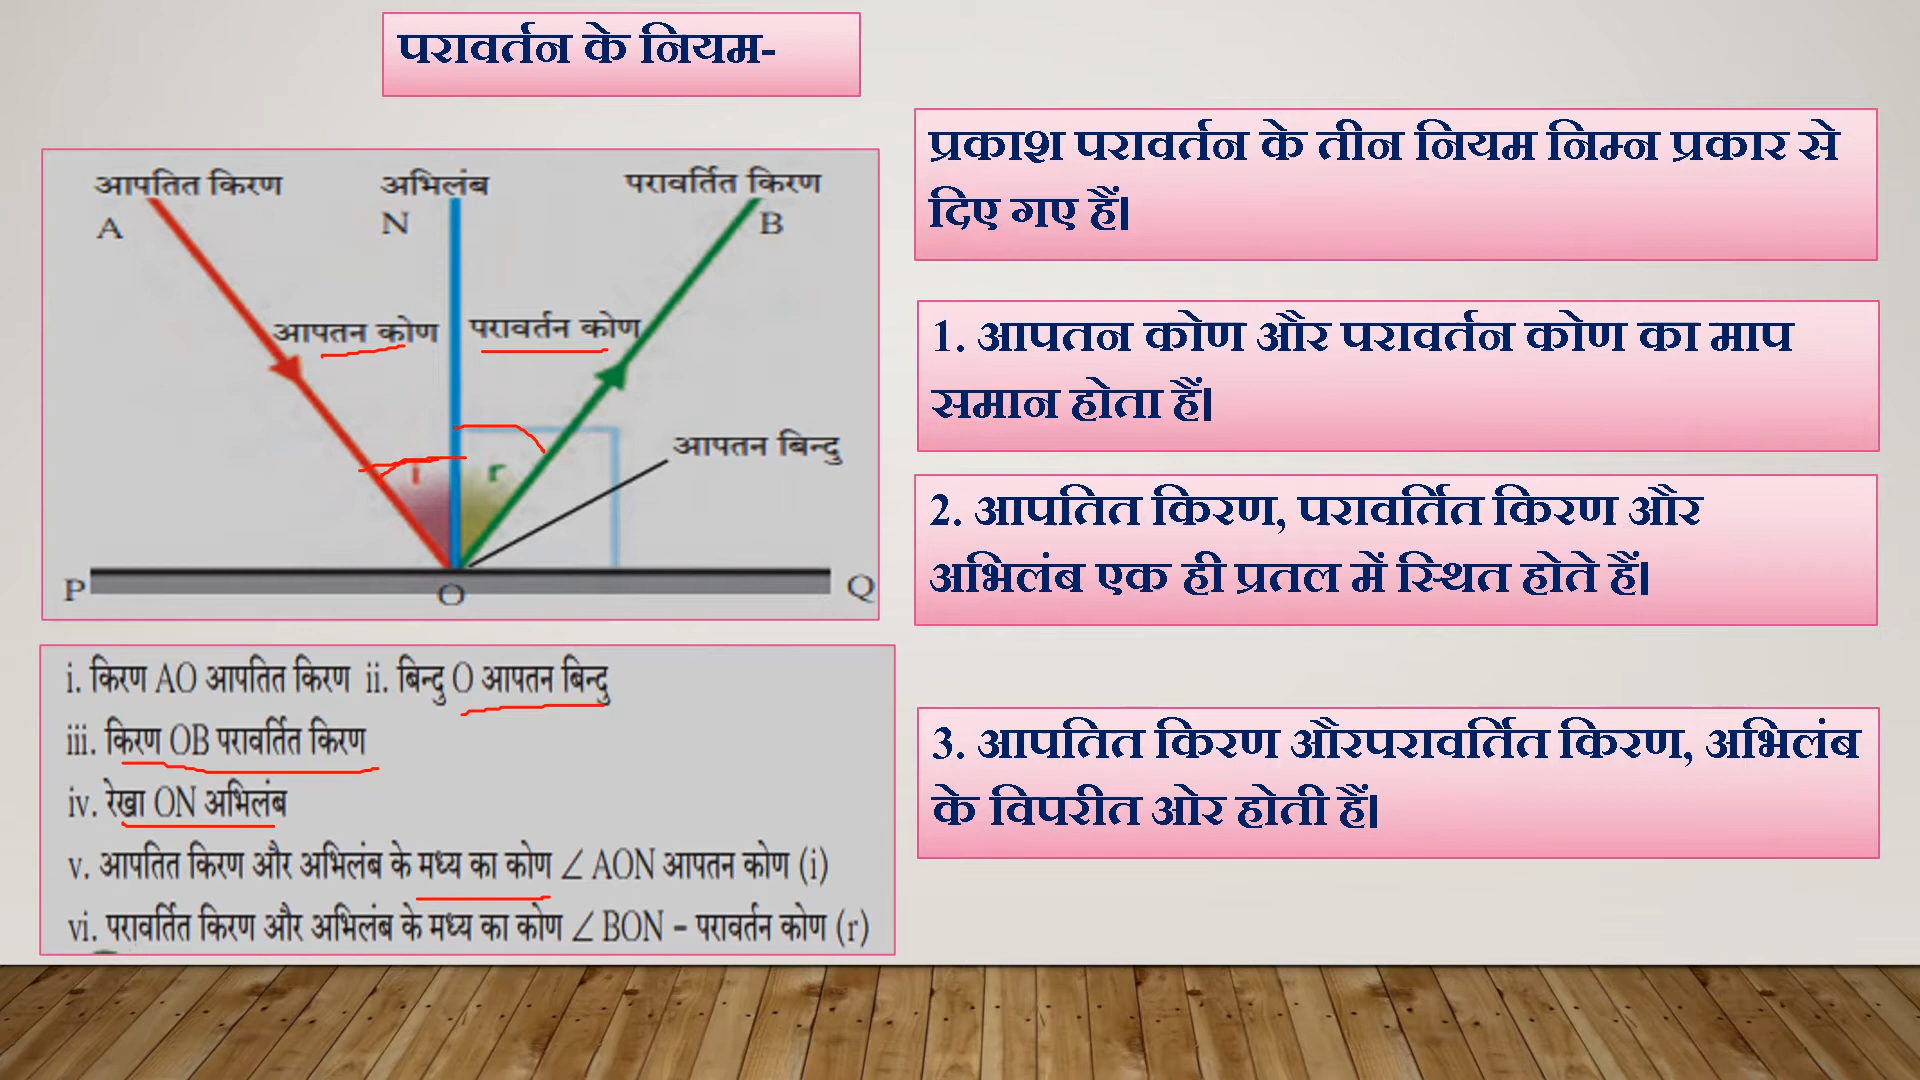 परावर्तन के नियम-
आपतित किरण
अभिलंब
परावर्तित किरण
A
N
B
आपतन कोण
परावर्तन कोण
i
r
आपतन बिन्दु
P
O
Q
i. किरण AO आपतित किरण ii. बिन्दु O आपतन बिन्दु
iii. किरण OB परावर्तित किरण
iv. रेखा ON अभिलंब
v. आपतित किरण और अभिलंब के मध्य का कोण ∠ AON आपतन कोण (i)
vi. परावर्तित किरण और अभिलंब के मध्य का कोण ∠ BON – परावर्तन कोण (r)
प्रकाश परावर्तन के तीन नियम निम्न प्रकार से
दिए गए हैं।
1. आपतन कोण और परावर्तन कोण का माप
समान होता हैं।
2. आपतित किरण, परावर्तित किरण और
अभिलंब एक ही प्रतल में स्थित होते हैं।
3. आपतित किरण औरपरावर्तित किरण, अभिलंब
के विपरीत ओर होती हैं।